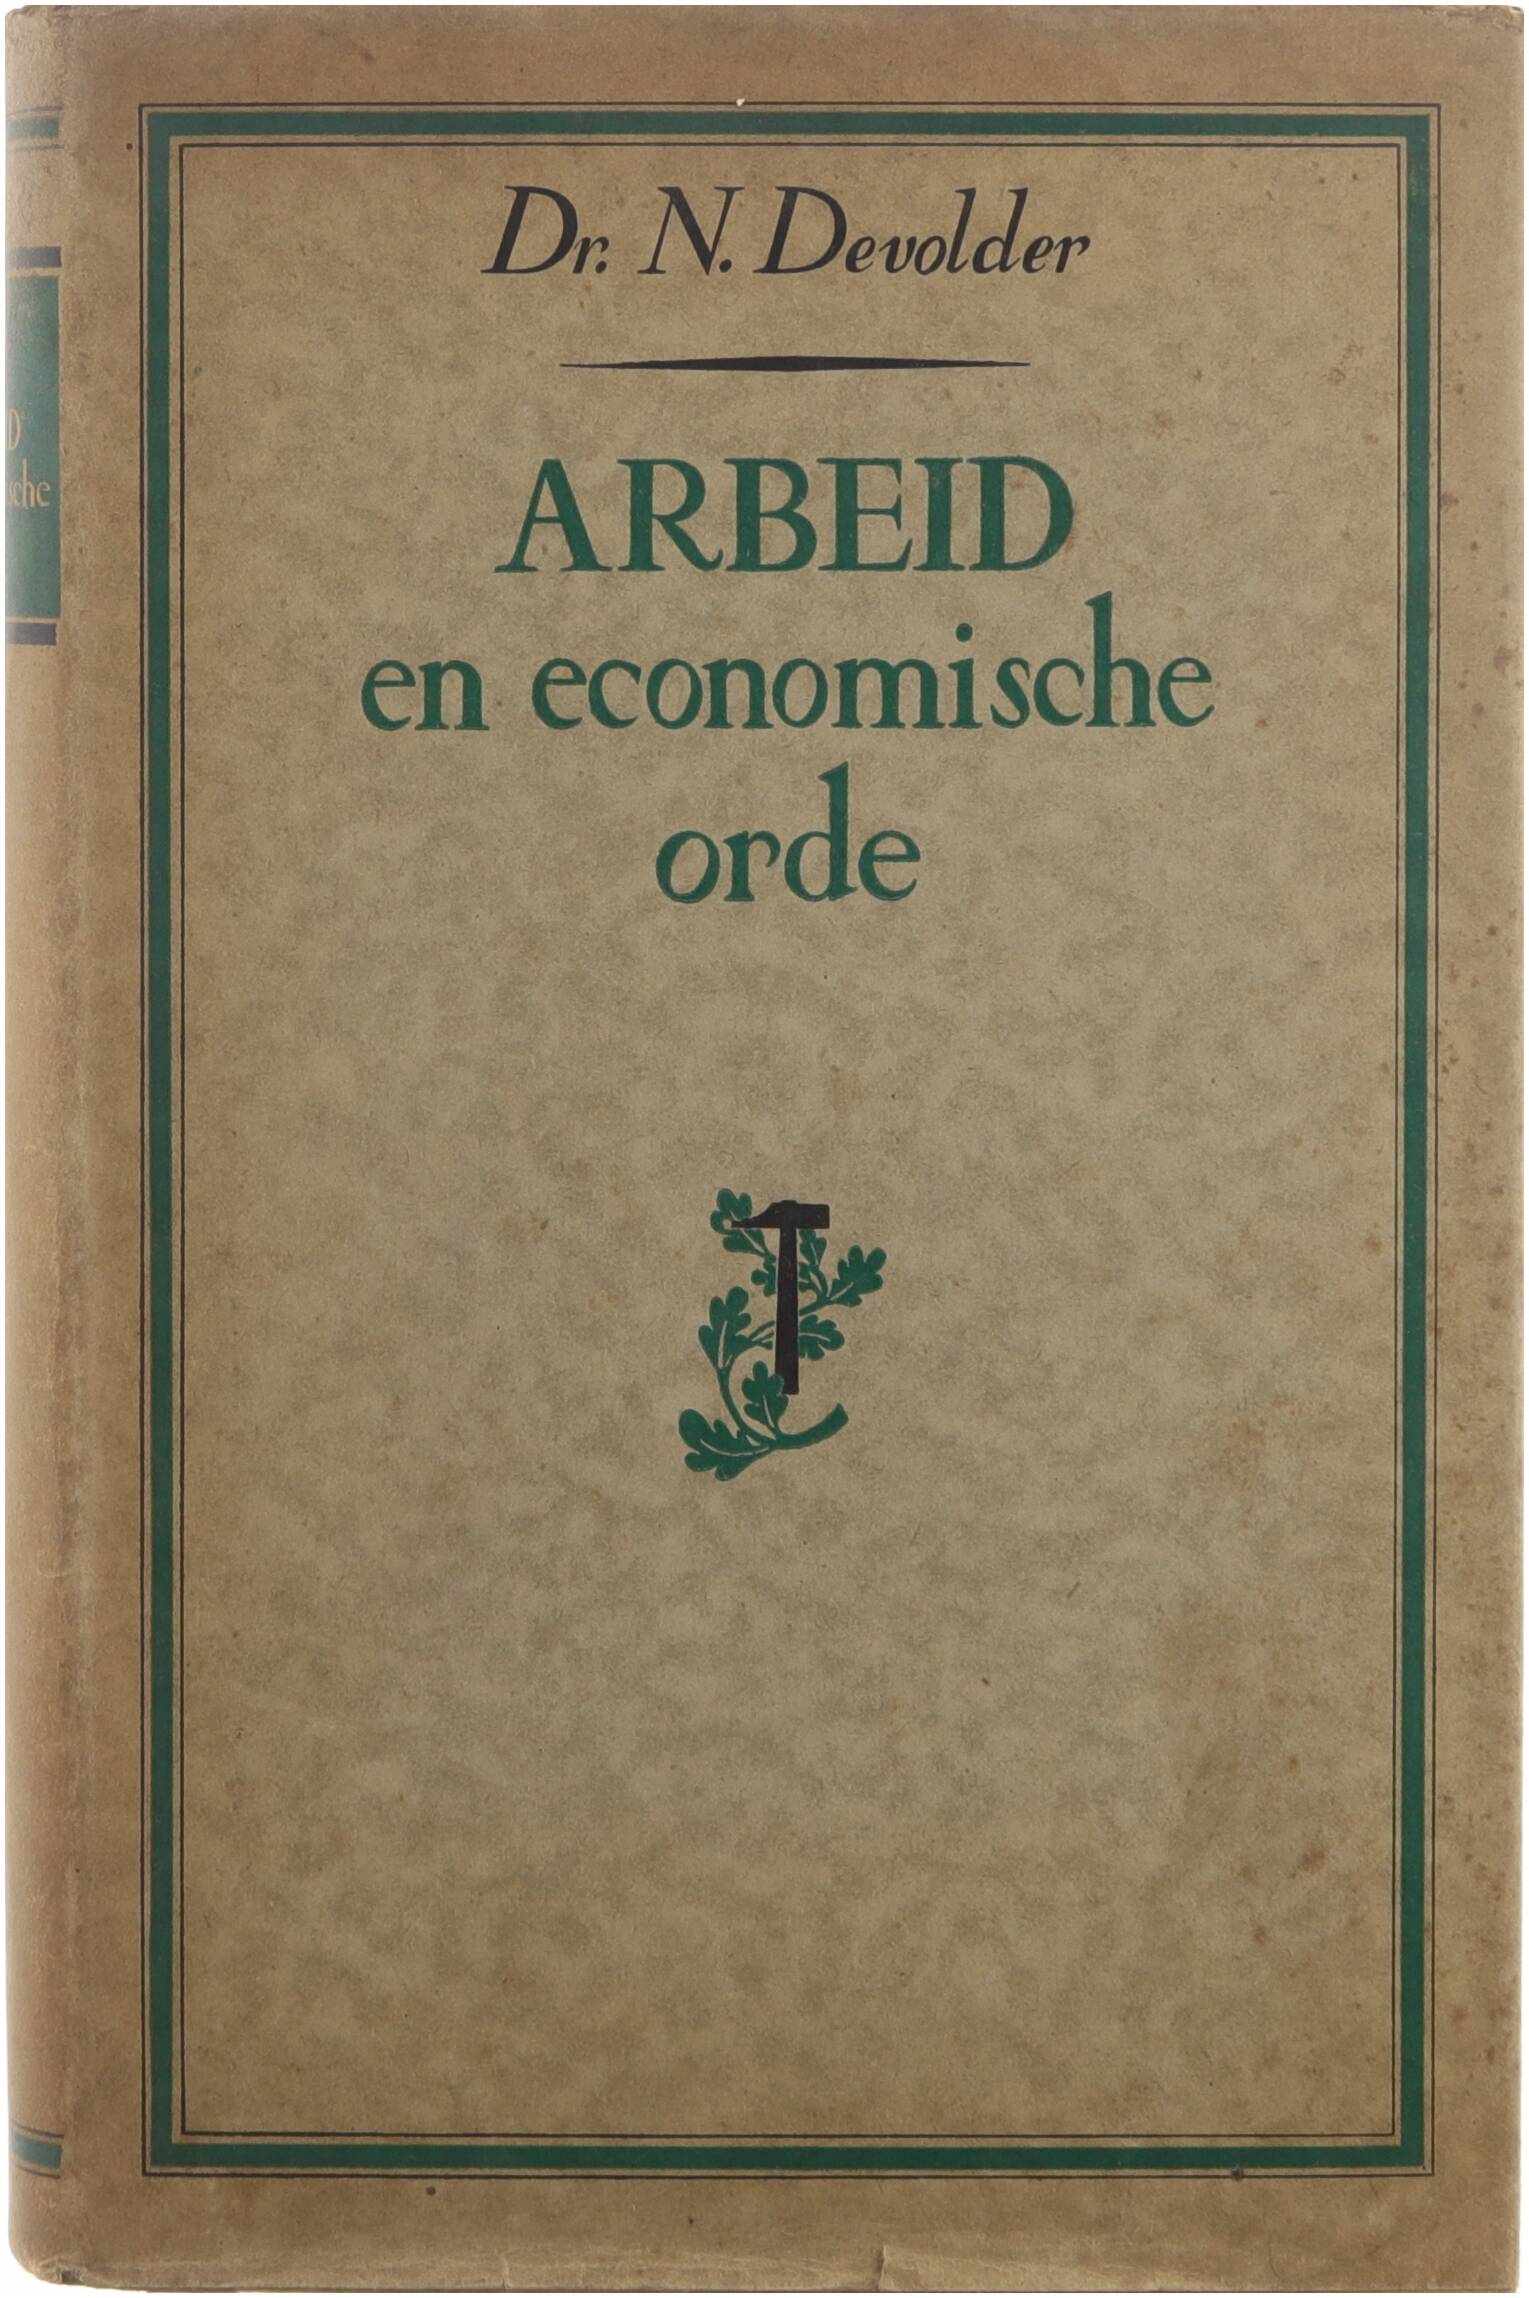 Dr. N. Devolder
ARBEID
en economische
orde